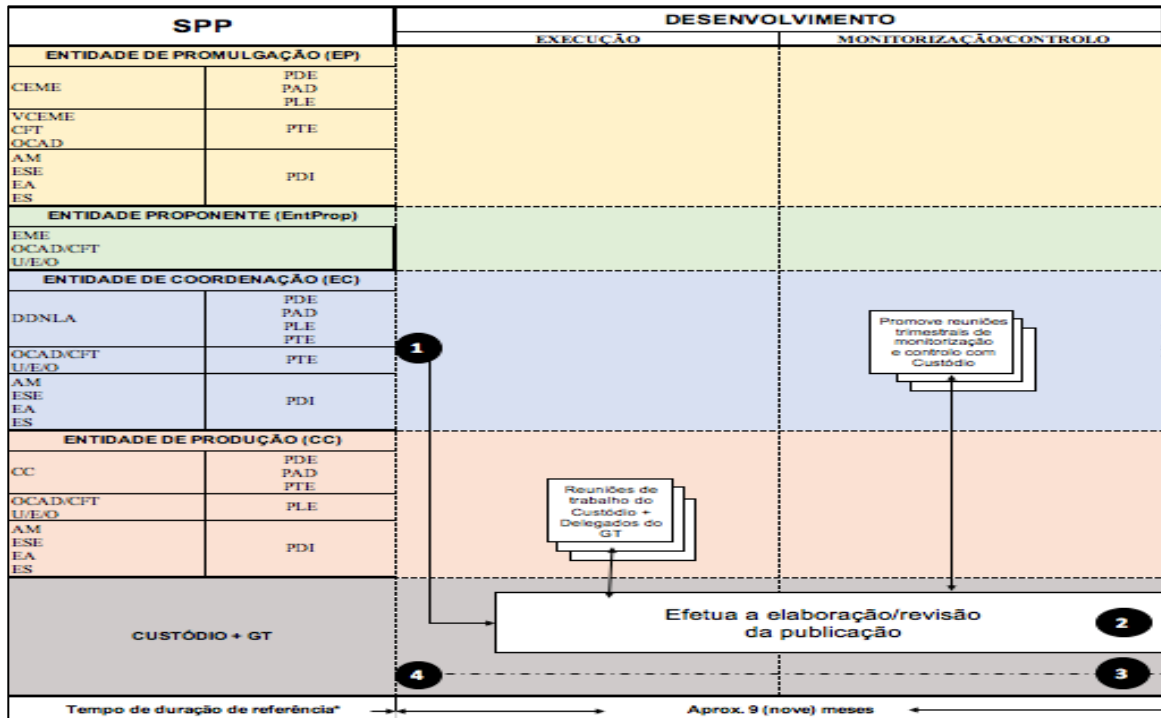 SPP
DESENVOLVIMENTO
EXECUÇÃO
MONITORIZAÇÃO/CONTROLO
ENTIDADE DE PROMULGAÇÃO (EP)
CEME
PDE
PAD
PLE
VCEME
CFT
OCAD
PTE
AM
ESE
EA
ES
PDI
ENTIDADE PROPONENTE (EntProp)
EME
OCAD/CFT
U/E/O
ENTIDADE DE COORDENAÇÃO (EC)
DDNLA
PDE
PAD
PLE
PTE
OCAD/CFT
U/E/O
PTE
AM
ESE
EA
ES
PDI
1
Promove reuniões
trimestrais de
monitorização
e controlo com
Custódio
ENTIDADE DE PRODUÇÃO (CC)
CC
PDE
PAD
PTE
OCAD/CFT
U/E/O
PLE
AM
ESE
EA
ES
PDI
Reuniões de
trabalho do
Custódio +
Delegados do
GT
CUSTÓDIO + GT
Efetua a elaboração/revisão
da publicação
2
4
3
Tempo de duração de referência*
Aprox. 9 (nove) meses